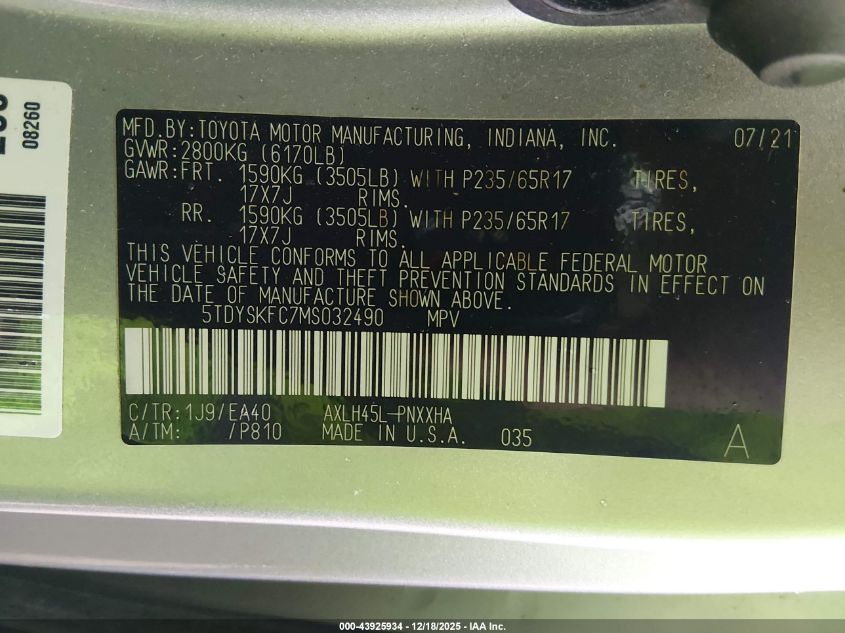 MFD.BY:TOYOTA MOTOR MANUFACTURING, INDIANA, INC. 07/21
GVWR:2800KG (6170LB)
GAWR:FRT. 1590KG (3505LB) WITH P235/65R17 TIRES,
17X7J RIMS.
RR. 1590KG (3505LB) WITH P235/65R17 TIRES,
17X7J RIMS.
THIS VEHICLE CONFORMS TO ALL APPLICABLE FEDERAL MOTOR
VEHICLE SAFETY AND THEFT PREVENTION STANDARDS IN EFFECT ON
THE DATE OF MANUFACTURE SHOWN ABOVE.
5TDYSKFC7MS032490 MPV
C/TR:1J9/EA40 AXLH45L-PNXXHA
A/TM: /P810 MADE IN U.S.A. 035 A
08260
000-43925934 - 12/18/2025 - IAA Inc.